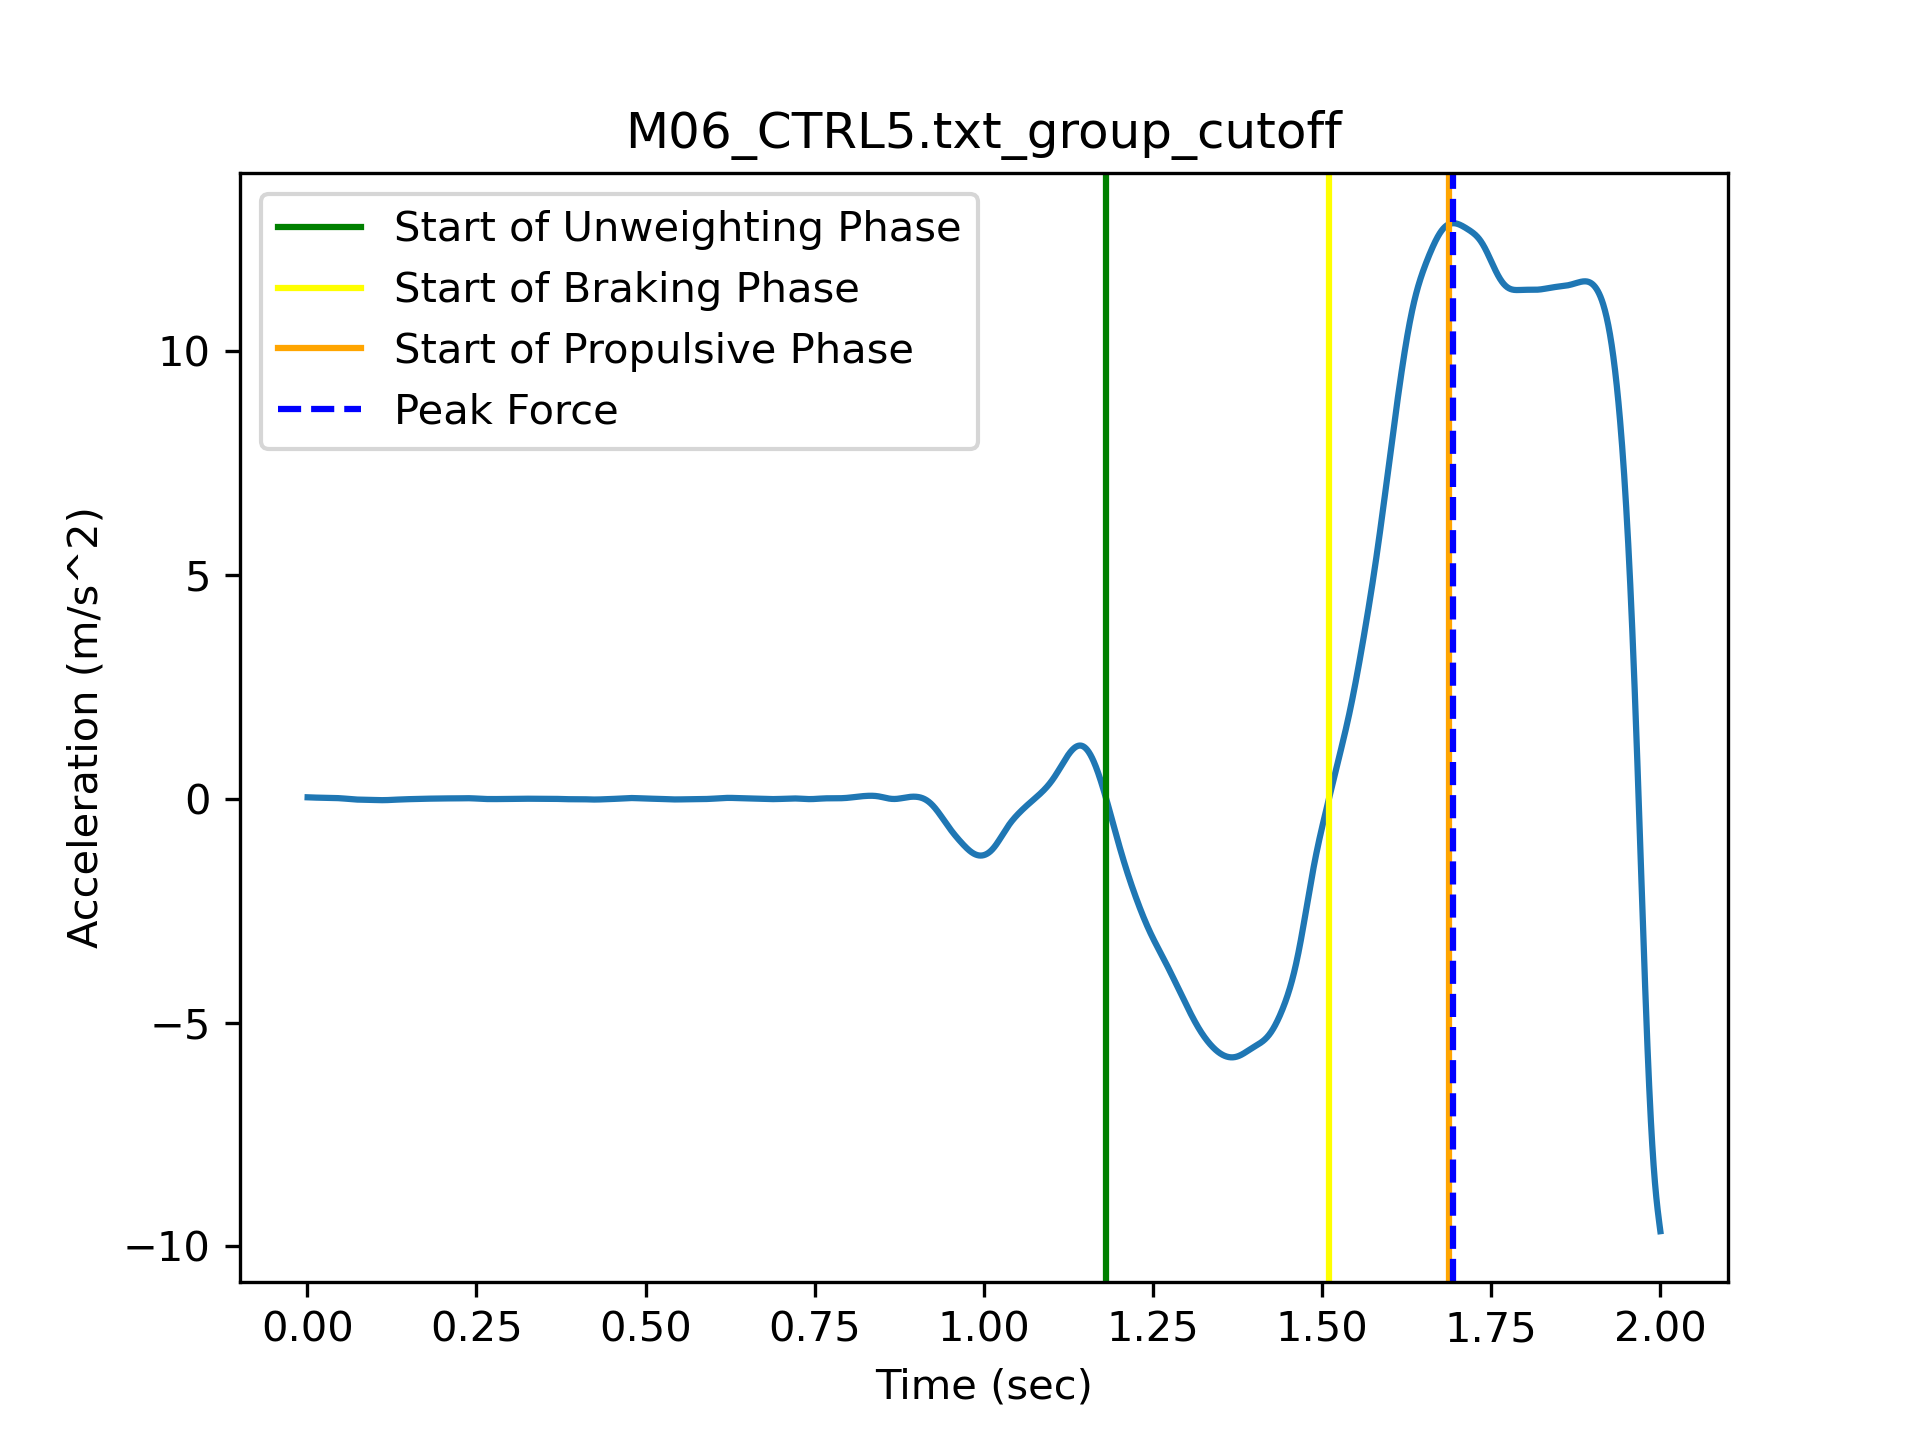 M06_CTRL5.txt_group_cutoff
Start of Unweighting Phase
Start of Braking Phase
Start of Propulsive Phase
Peak Force
Acceleration (m/s^2)
10
5
0
−5
−10
0.00 0.25 0.50 0.75 1.00 1.25 1.50 1.75 2.00
Time (sec)